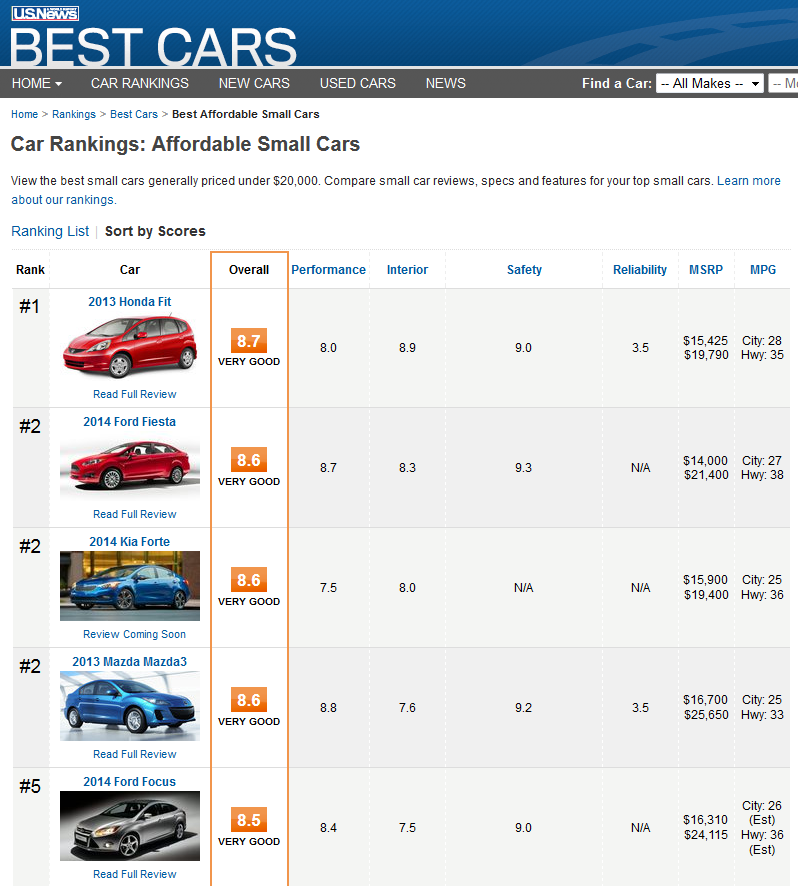 U.S.News
BEST CARS
HOME CAR RANKINGS NEW CARS USED CARS NEWS Find a Car: -- All Makes --
Home > Rankings > Best Cars > Best Affordable Small Cars
Car Rankings: Affordable Small Cars
View the best small cars generally priced under $20,000. Compare small car reviews, specs and features for your top small cars. Learn more
about our rankings.
Ranking List | Sort by Scores
Rank Car Overall Performance Interior Safety Reliability MSRP MPG
#1 2013 Honda Fit
8.7
VERY GOOD
8.0 8.9 9.0 3.5
$15,425 City: 28
$19,790 Hwy: 35
Read Full Review
#2 2014 Ford Fiesta
8.6
VERY GOOD
8.7 8.3 9.3 N/A
$14,000 City: 27
$21,400 Hwy: 38
Read Full Review
#2 2014 Kia Forte
8.6
VERY GOOD
7.5 8.0 N/A N/A
$15,900 City: 25
$19,400 Hwy: 36
Review Coming Soon
#2 2013 Mazda Mazda3
8.6
VERY GOOD
8.8 7.6 9.2 3.5
$16,700 City: 25
$25,650 Hwy: 33
Read Full Review
#5 2014 Ford Focus
8.5
VERY GOOD
8.4 7.5 9.0 N/A
$16,310
$24,115
City: 26
(Est)
Hwy: 36
(Est)
Read Full Review